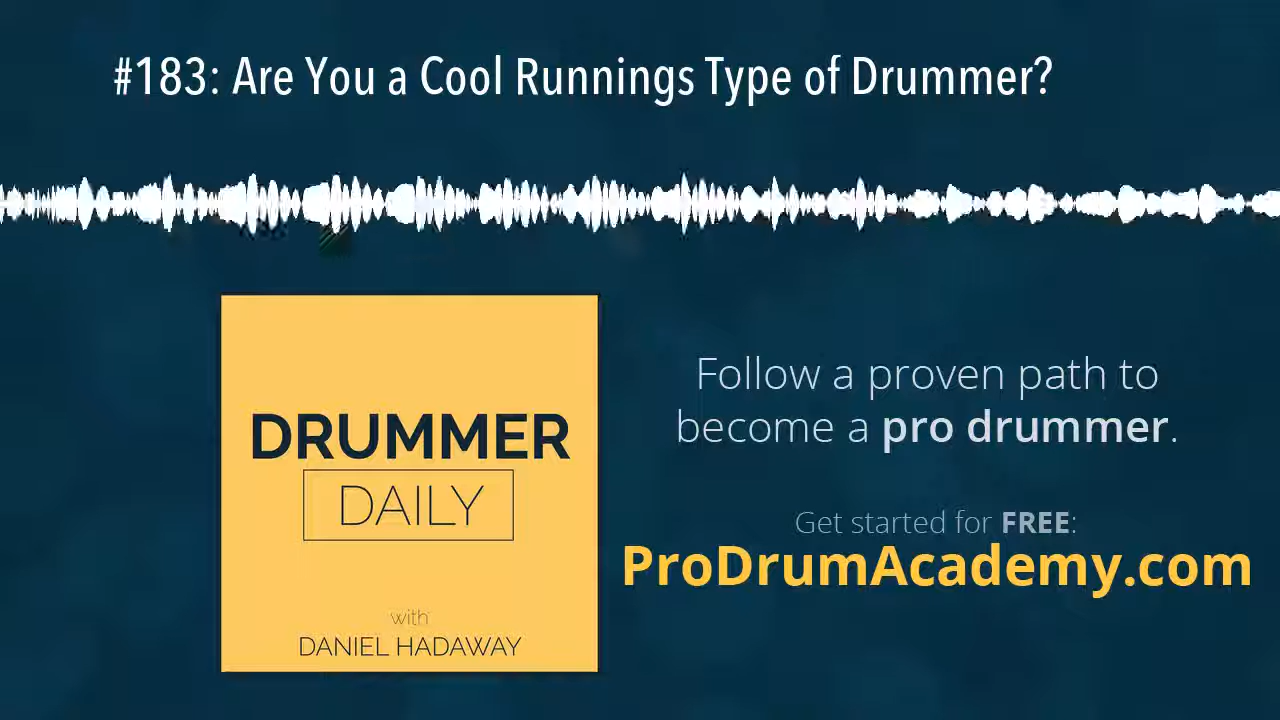 #183: Are You a Cool Runnings Type of Drummer?
DRUMMER
DAILY
with
DANIEL HADAWAY
Follow a proven path to
become a pro drummer.
Get started for FREE:
ProDrumAcademy.com